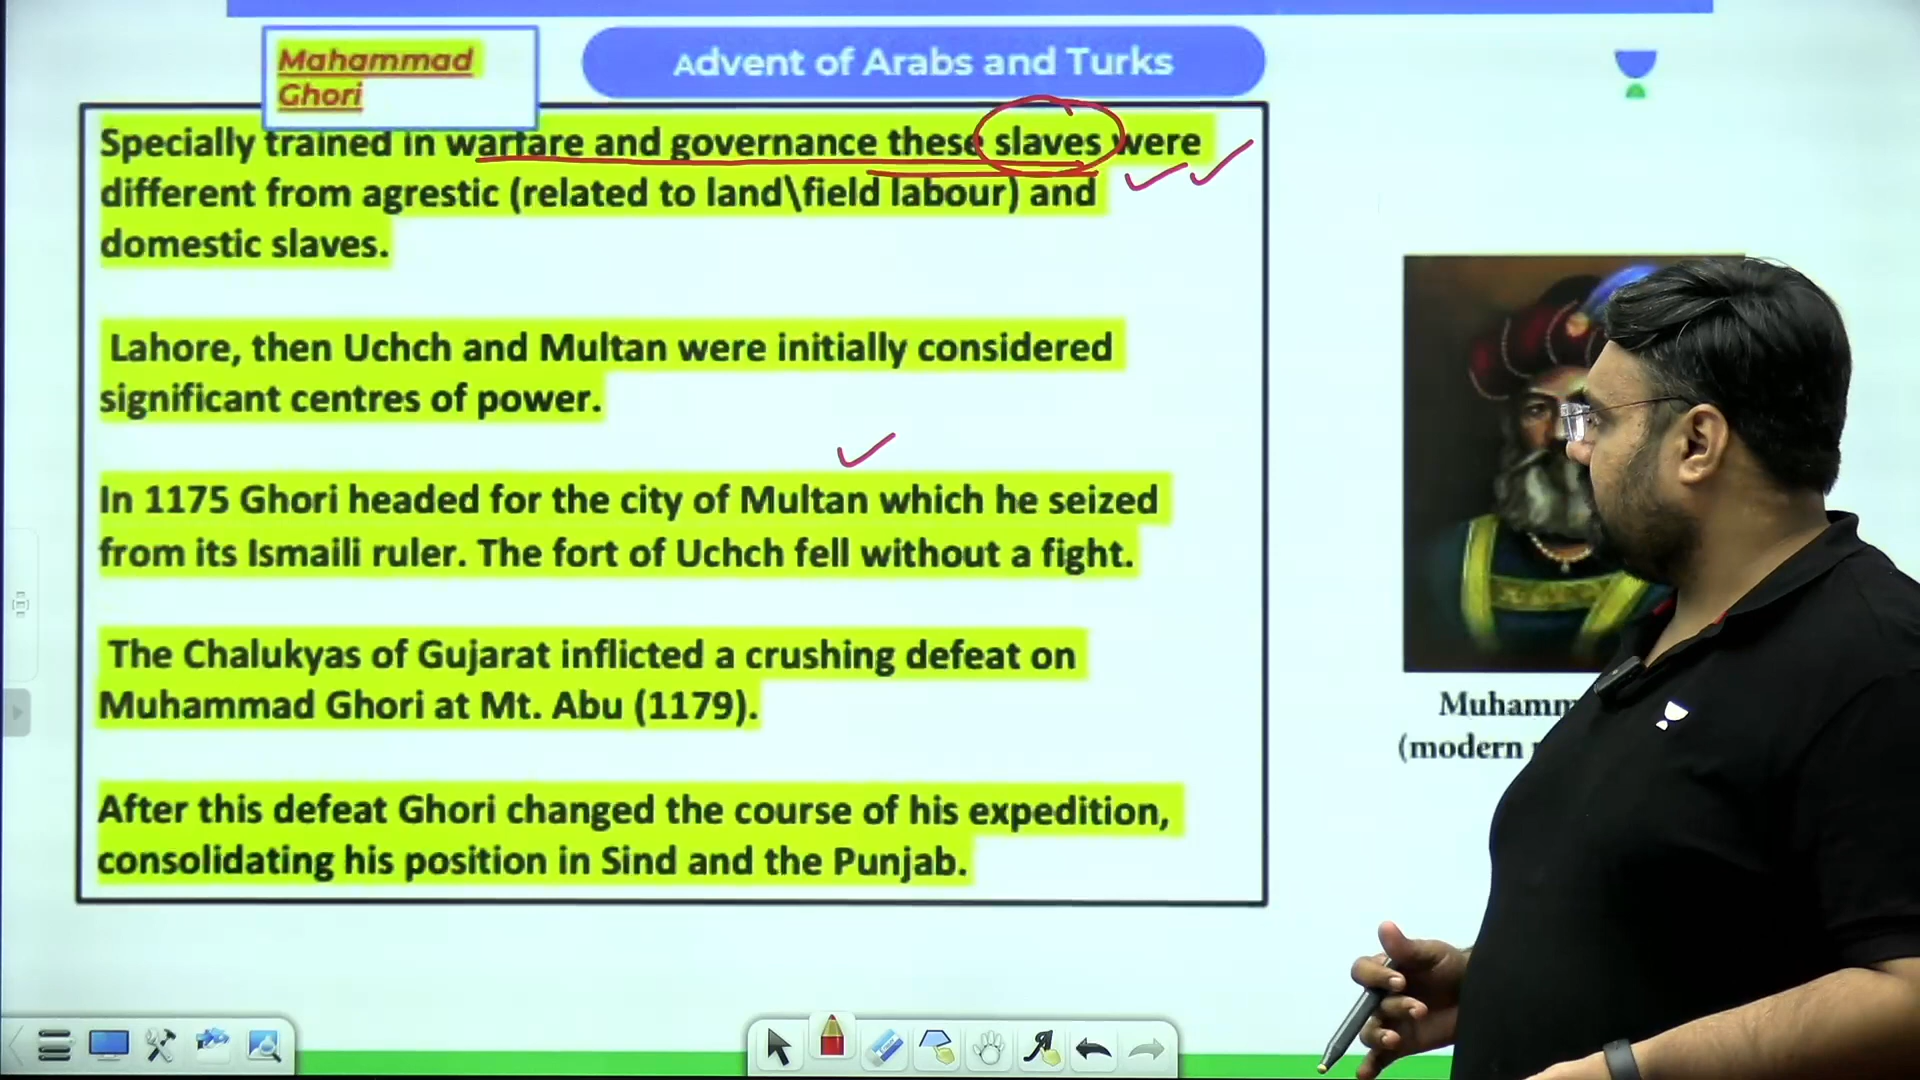 Mahammad
Ghori
Advent of Arabs and Turks
Specially trained in warfare and governance these slaves were
different from agrestic (related to land\field labour) and
domestic slaves.
Lahore, then Uchch and Multan were initially considered
significant centres of power.
In 1175 Ghori headed for the city of Multan which he seized
from its Ismaili ruler. The fort of Uchch fell without a fight.
The Chalukyas of Gujarat inflicted a crushing defeat on
Muhammad Ghori at Mt. Abu (1179).
After this defeat Ghori changed the course of his expedition,
consolidating his position in Sind and the Punjab.
(modern